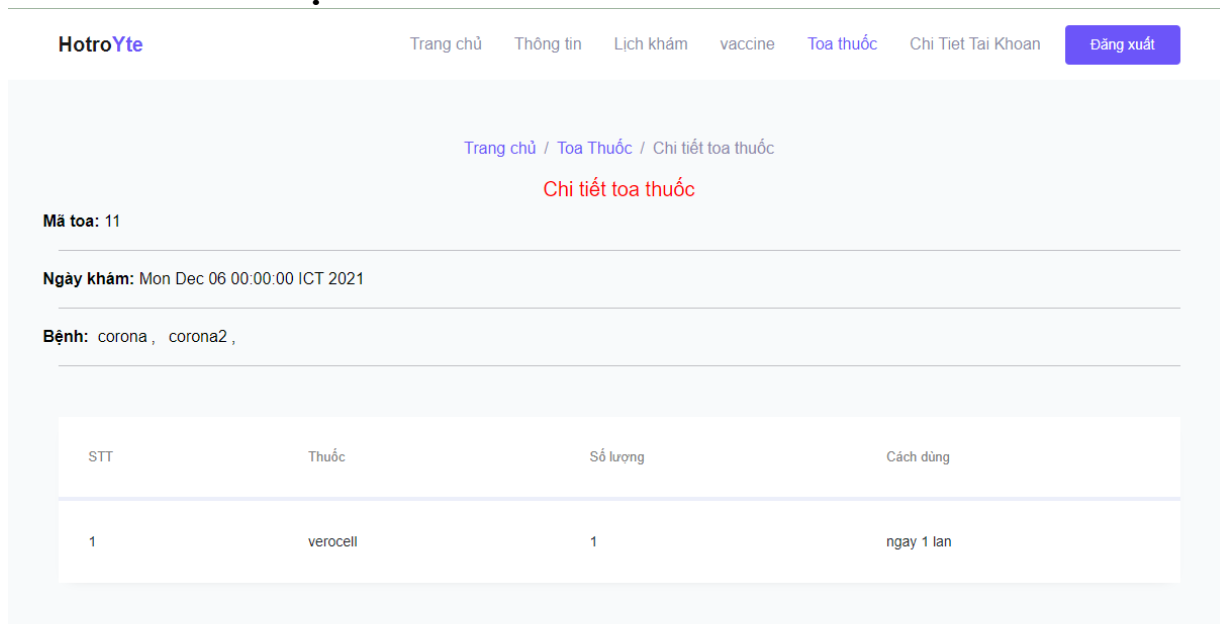 HotroYte Trang chủ Thông tin Lịch khám vaccine Toa thuốc Chi Tiet Tai Khoan Đăng xuất
Trang chủ / Toa Thuốc / Chi tiết toa thuốc
Chi tiết toa thuốc
Mã toa: 11
Ngày khám: Mon Dec 06 00:00:00 ICT 2021
Bệnh: corona , corona2 ,
STT Thuốc Số lượng Cách dùng
1 verocell 1 ngay 1 lan